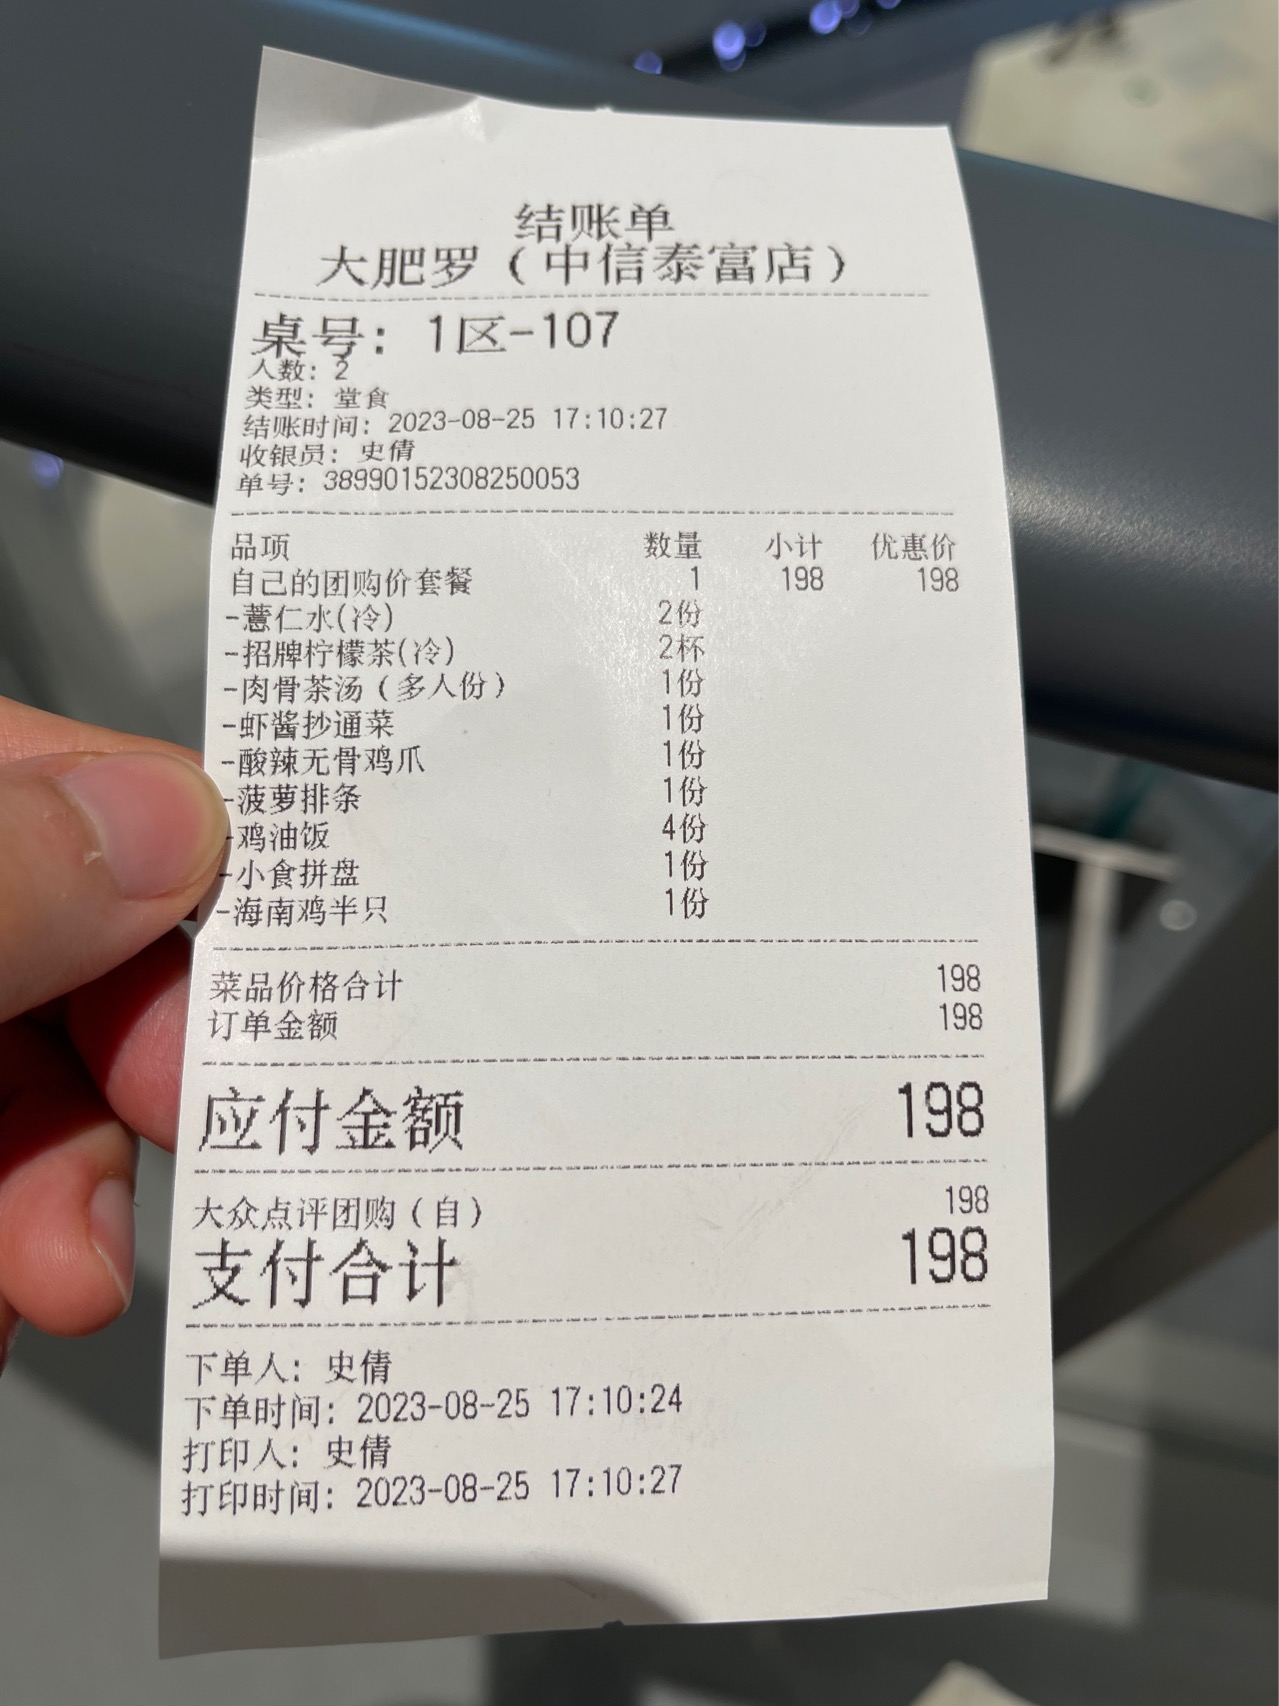 结账单
大肥罗（中信泰富店）
桌号：1区-107
人数：2
类型：堂食
结账时间：2023-08-25 17:10:27
收银员：史倩
单号：38990152308250053
品项 数量 小计 优惠价
自己的团购价套餐 1 198 198
-薏仁水(冷) 2份
-招牌柠檬茶(冷) 2杯
-肉骨茶汤（多人份） 1份
-虾酱抄通菜 1份
-酸辣无骨鸡爪 1份
-菠萝排条 1份
-鸡油饭 4份
-小食拼盘 1份
-海南鸡半只 1份
菜品价格合计 198
订单金额 198
应付金额 198
大众点评团购（自） 198
支付合计 198
下单人：史倩
下单时间：2023-08-25 17:10:24
打印人：史倩
打印时间：2023-08-25 17:10:27